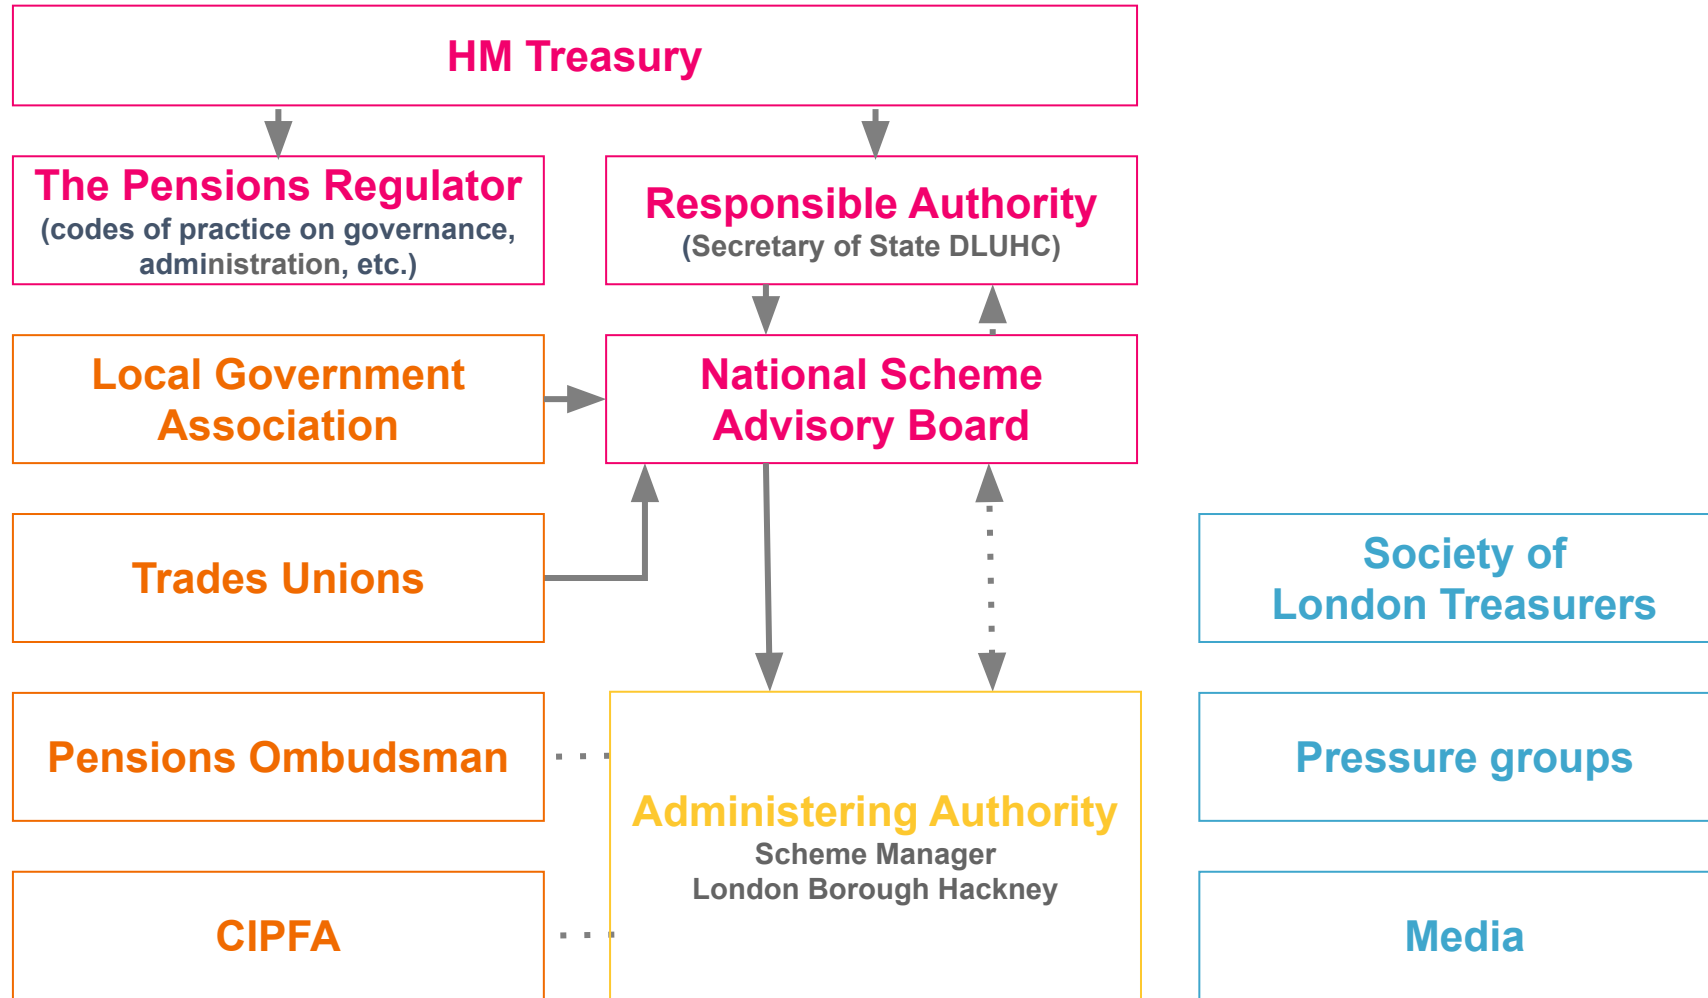 HM Treasury
The Pensions Regulator
(codes of practice on governance,
administration, etc.)
Responsible Authority
(Secretary of State DLUHC)
Local Government
Association
National Scheme
Advisory Board
Trades Unions
Society of
London Treasurers
Pensions Ombudsman
Administering Authority
Scheme Manager
London Borough Hackney
Pressure groups
CIPFA
Media